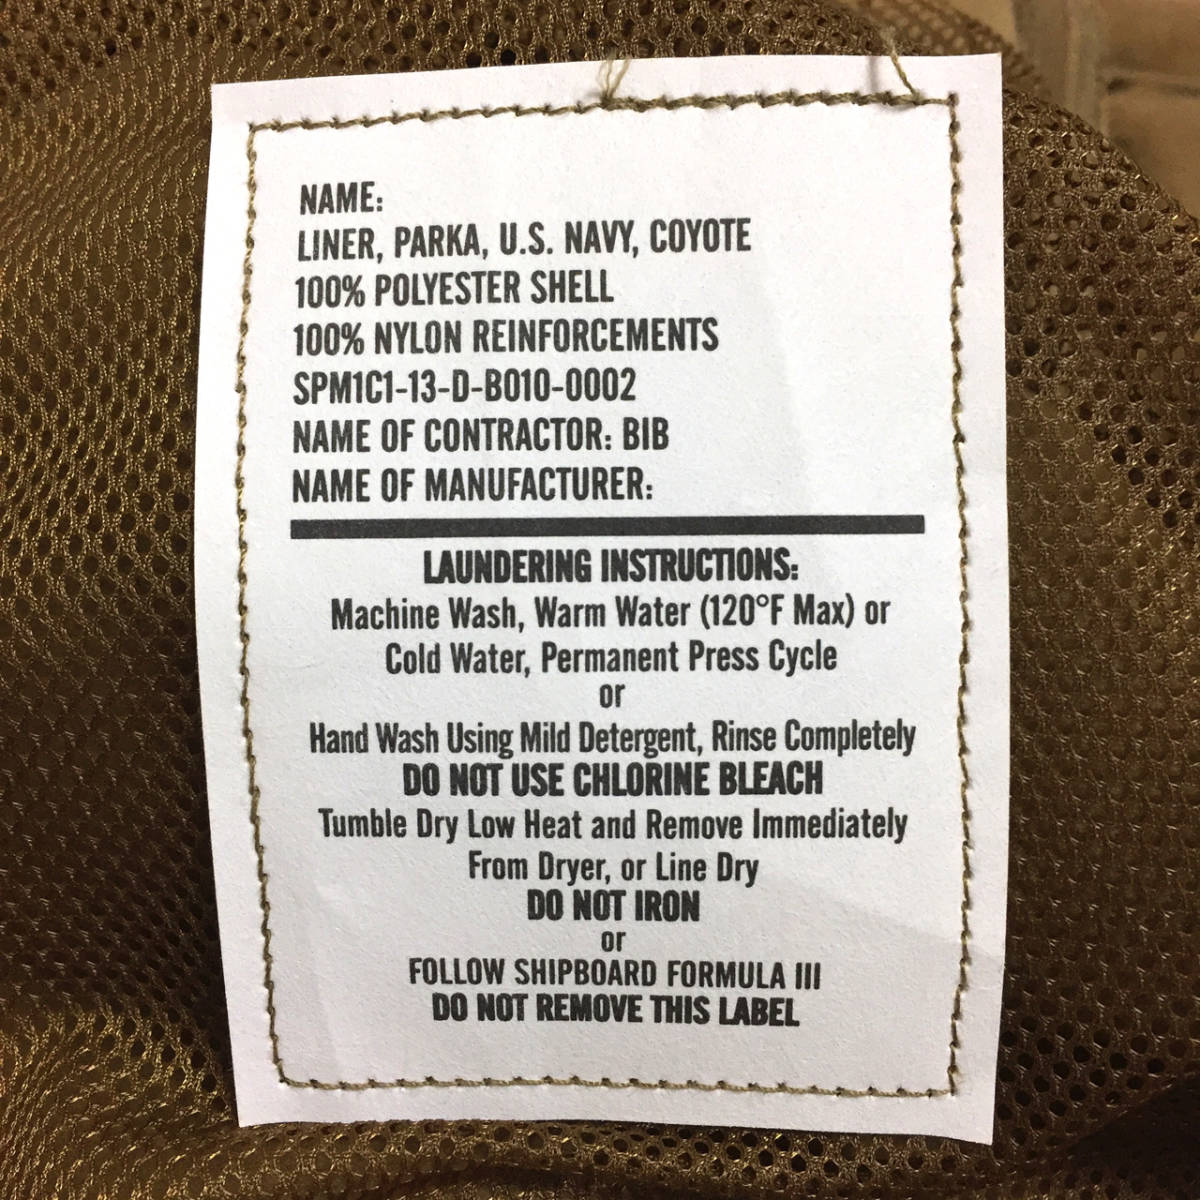 NAME:
LINER, PARKA, U.S. NAVY, COYOTE
100% POLYESTER SHELL
100% NYLON REINFORCEMENTS
SPM1C1-13-D-B010-0002
NAME OF CONTRACTOR: BIB
NAME OF MANUFACTURER:
LAUNDERING INSTRUCTIONS:
Machine Wash, Warm Water (120°F Max) or
Cold Water, Permanent Press Cycle
or
Hand Wash Using Mild Detergent, Rinse Completely
DO NOT USE CHLORINE BLEACH
Tumble Dry Low Heat and Remove Immediately
From Dryer, or Line Dry
DO NOT IRON
or
FOLLOW SHIPBOARD FORMULA III
DO NOT REMOVE THIS LABEL